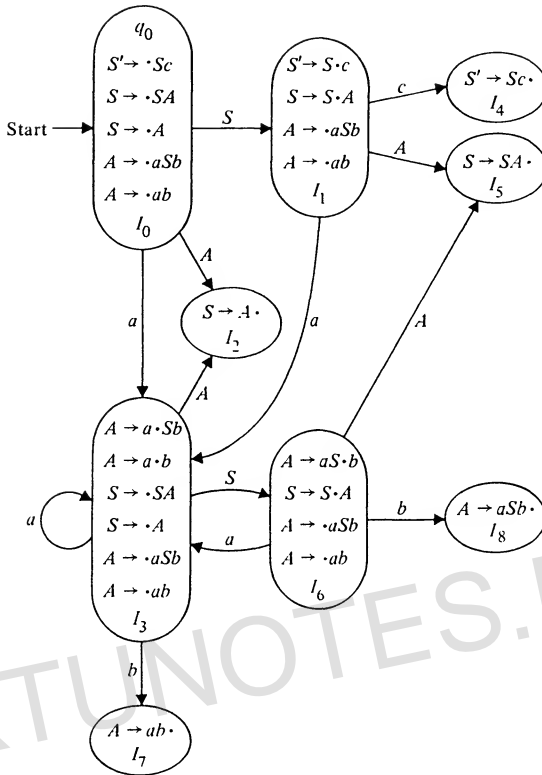 q₀
S′ → ·Sc
S → ·SA
S → ·A
A → ·aSb
A → ·ab
I₀
Start
S
S′ → S·c
S → S·A
A → ·aSb
A → ·ab
I₁
c
S′ → Sc·
I₄
A
S → SA·
I₅
a
A
S → A·
I₂
A
a
A
A → a·Sb
A → a·b
S → ·SA
S → ·A
A → ·aSb
A → ·ab
I₃
a
S
a
A → aS·b
S → S·A
A → ·aSb
A → ·ab
I₆
b
A → aSb·
I₈
b
A → ab·
I₇